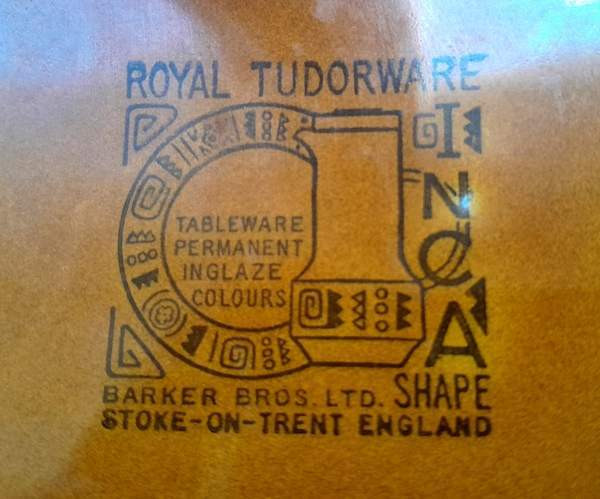 ROYAL TUDORWARE
INCA
TABLEWARE
PERMANENT
INGLAZE
COLOURS
SHAPE
BARKER BROS. LTD.
STOKE-ON-TRENT ENGLAND